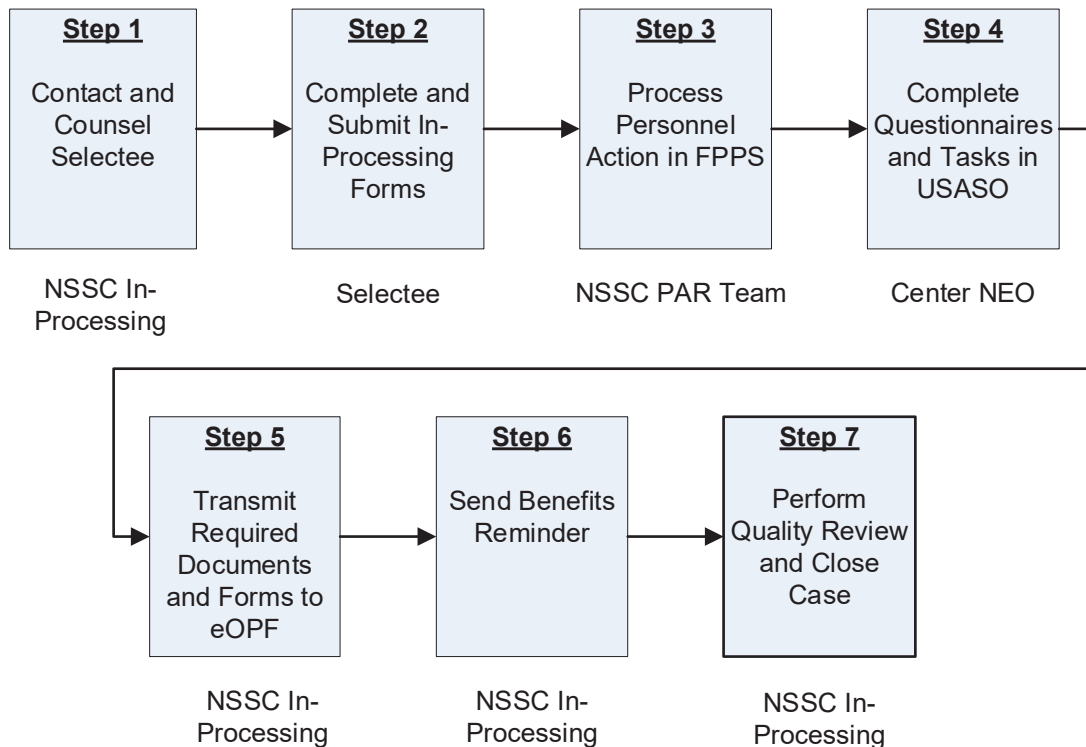 Step 1
Contact and
Counsel
Selectee
NSSC In-
Processing
Step 2
Complete and
Submit In-
Processing
Forms
Selectee
Step 3
Process
Personnel
Action in FPPS
NSSC PAR Team
Step 4
Complete
Questionnaires
and Tasks in
USASO
Center NEO
Step 5
Transmit
Required
Documents
and Forms to
eOPF
NSSC In-
Processing
Step 6
Send Benefits
Reminder
NSSC In-
Processing
Step 7
Perform
Quality Review
and Close
Case
NSSC In-
Processing